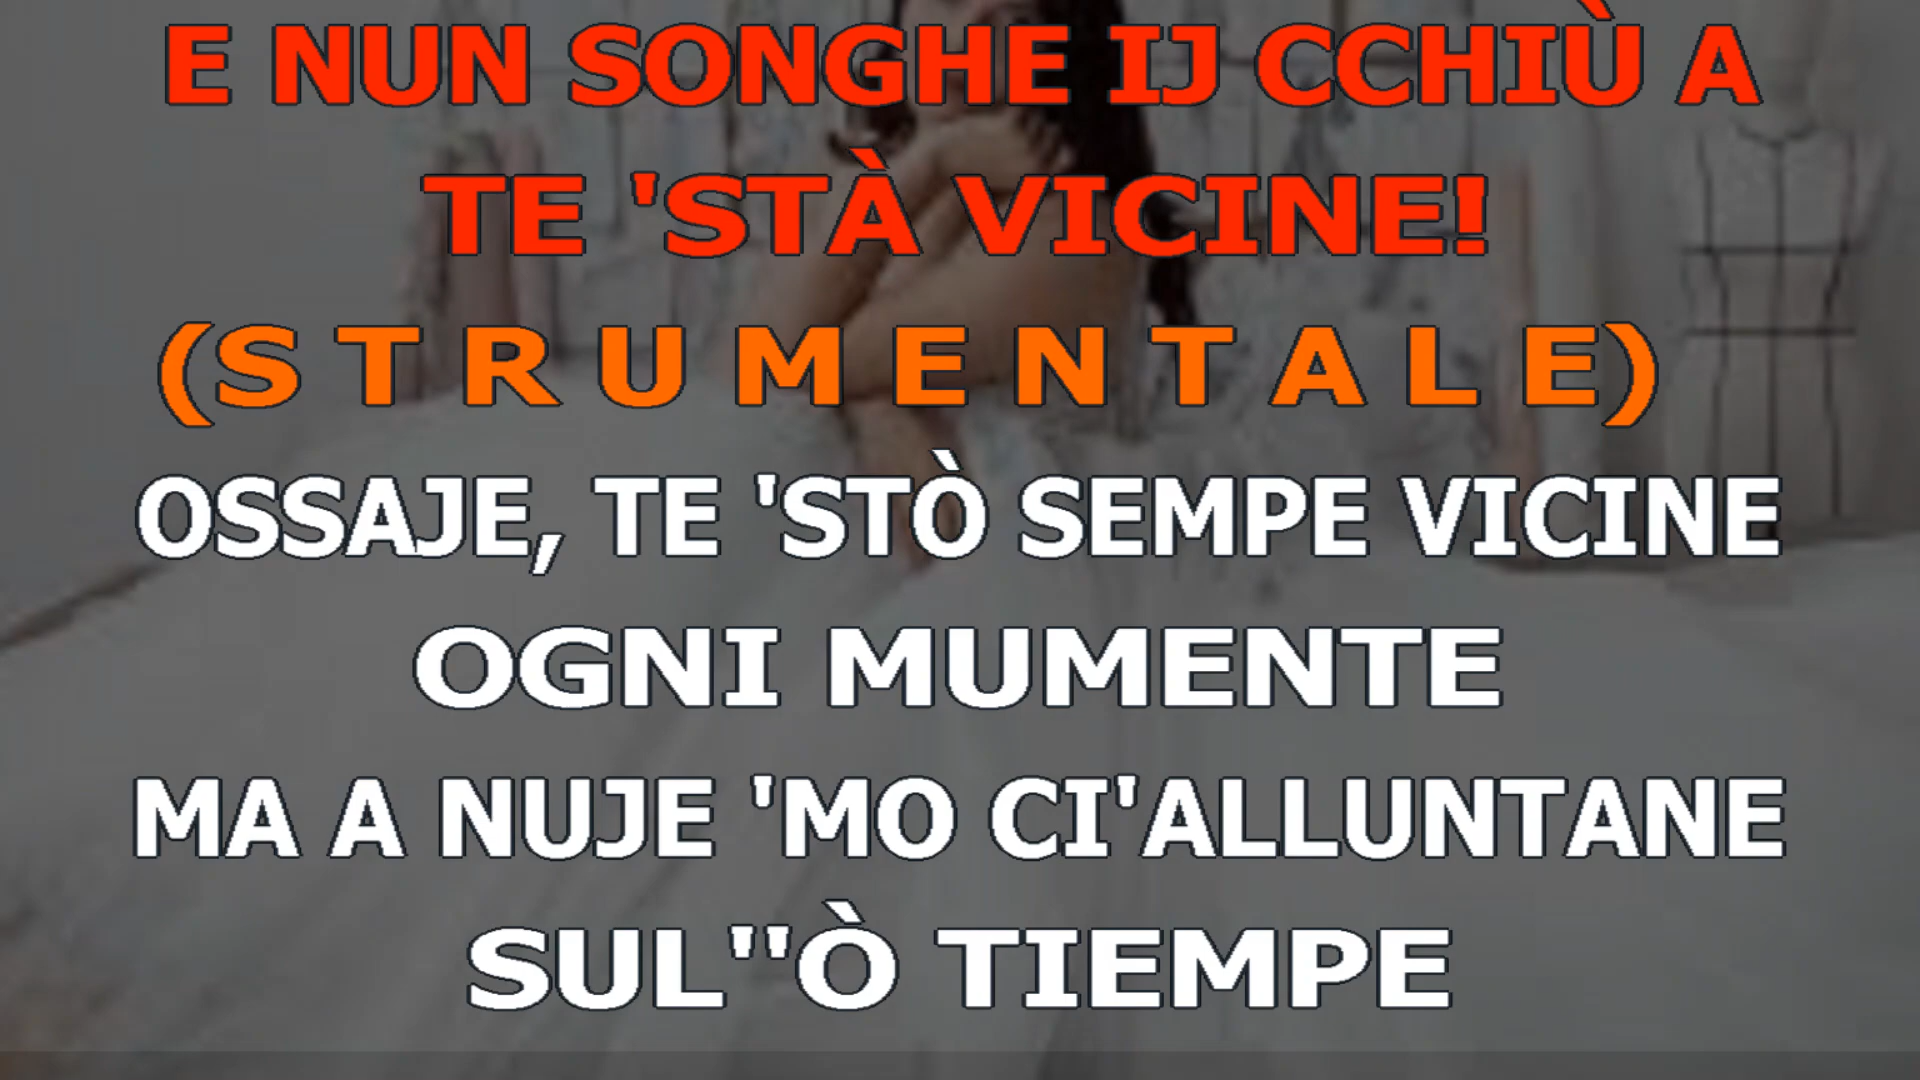 E NUN SONGHE IJ CCHIÙ A
TE 'STÀ VICINE!
(S T R U M E N T A L E)
OSSAJE, TE 'STÒ SEMPE VICINE
OGNI MUMENTE
MA A NUJE 'MO CI'ALLUNTANE
SUL''Ò TIEMPE